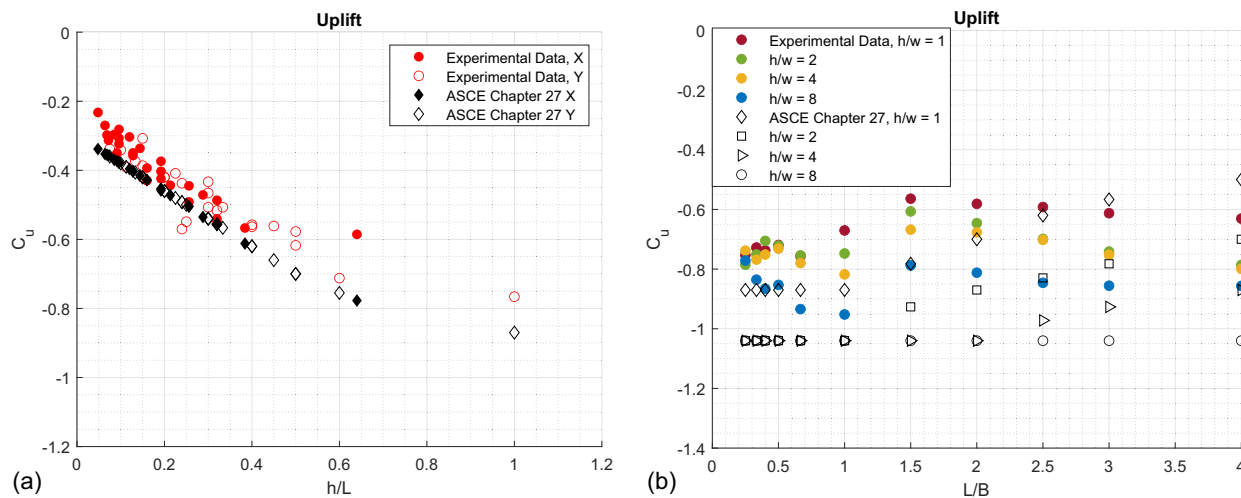 Uplift
0
-0.2
-0.4
-0.6
-0.8
-1
-1.2
C_u
Experimental Data, X
Experimental Data, Y
ASCE Chapter 27 X
ASCE Chapter 27 Y
0
0.2
0.4
0.6
0.8
1
1.2
h/L
(a)
Uplift
0
-0.2
-0.4
-0.6
-0.8
-1
-1.2
-1.4
C_u
Experimental Data, h/w = 1
h/w = 2
h/w = 4
h/w = 8
ASCE Chapter 27, h/w = 1
h/w = 2
h/w = 4
h/w = 8
0
0.5
1
1.5
2
2.5
3
3.5
4
L/B
(b)